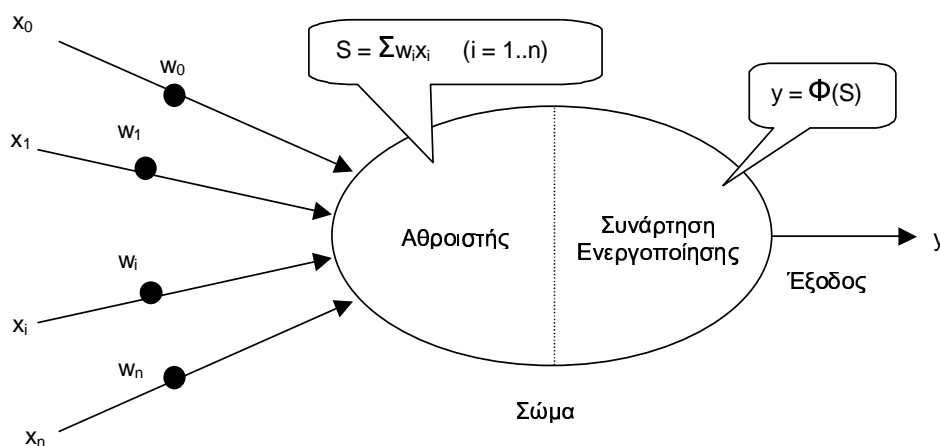 x₀
w₀
S = Σwᵢxᵢ (i = 1..n)
y = Φ(S)
w₁
x₁
Αθροιστής
Συνάρτηση
Ενεργοποίησης
y
wᵢ
Έξοδος
xᵢ
wₙ
Σώμα
xₙ